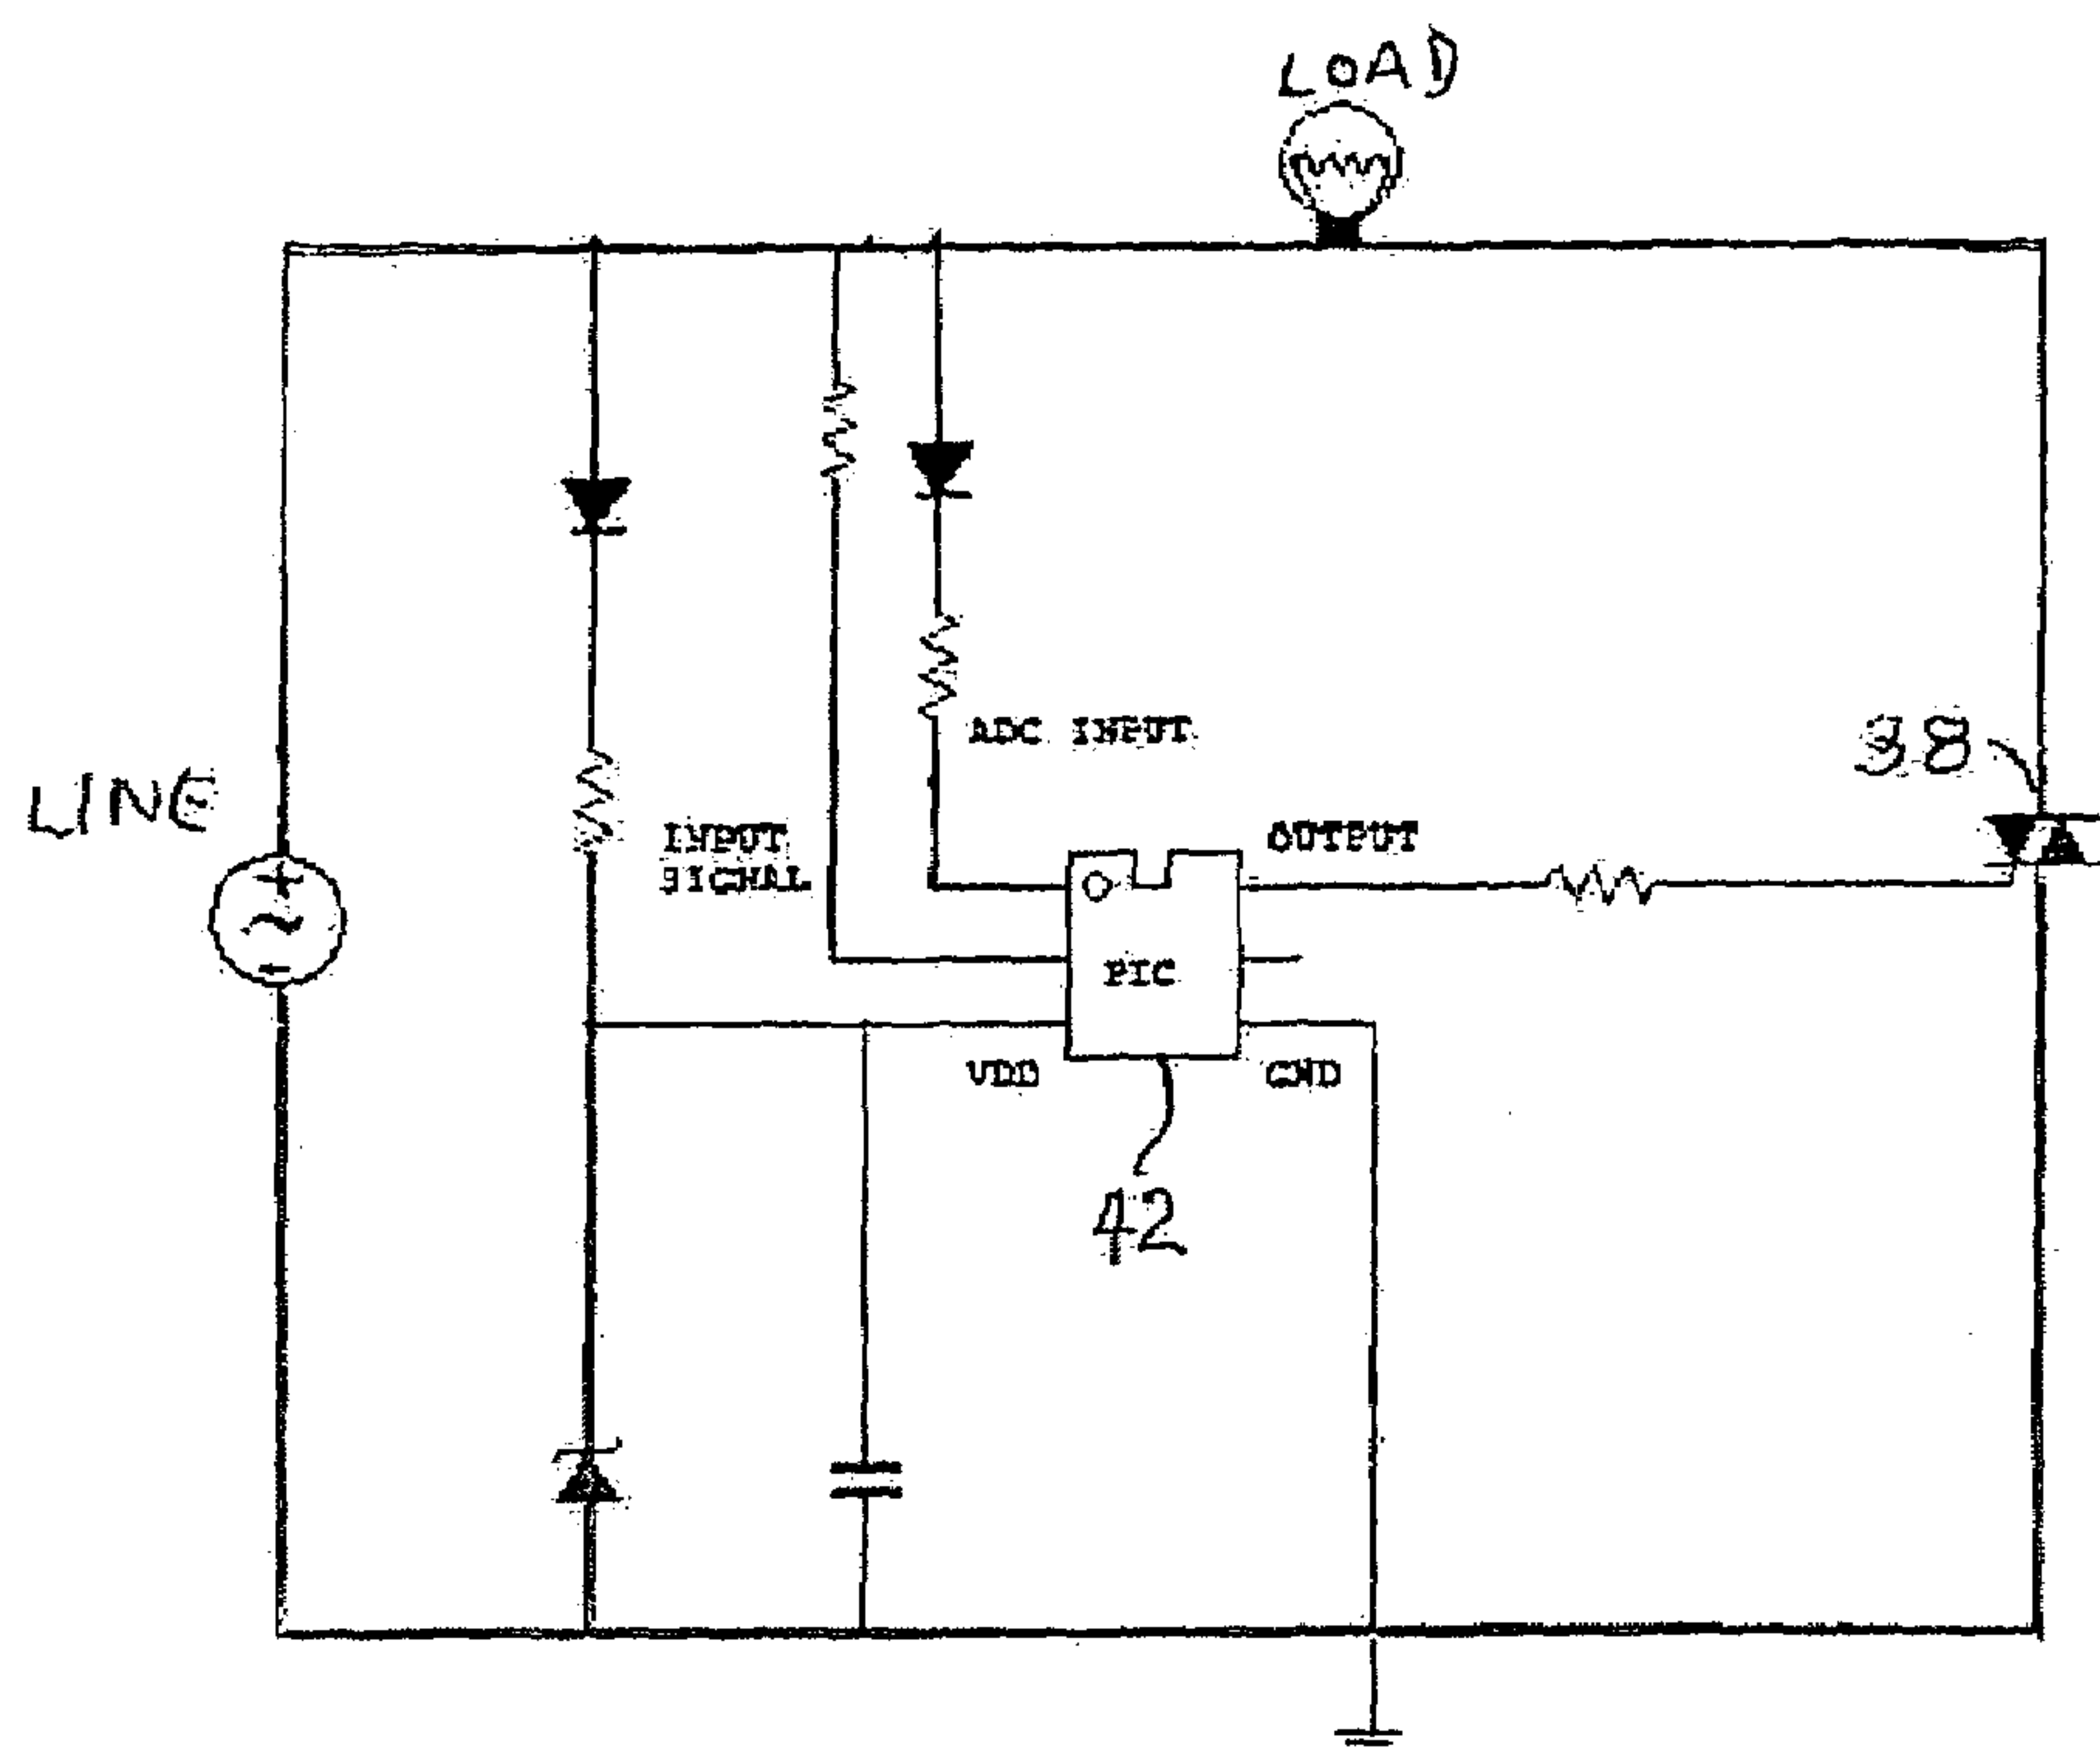 LOAD
ADC INPUT
38
LINE
INPUT
SIGNAL
OUTPUT
PIC
VDD
GND
42